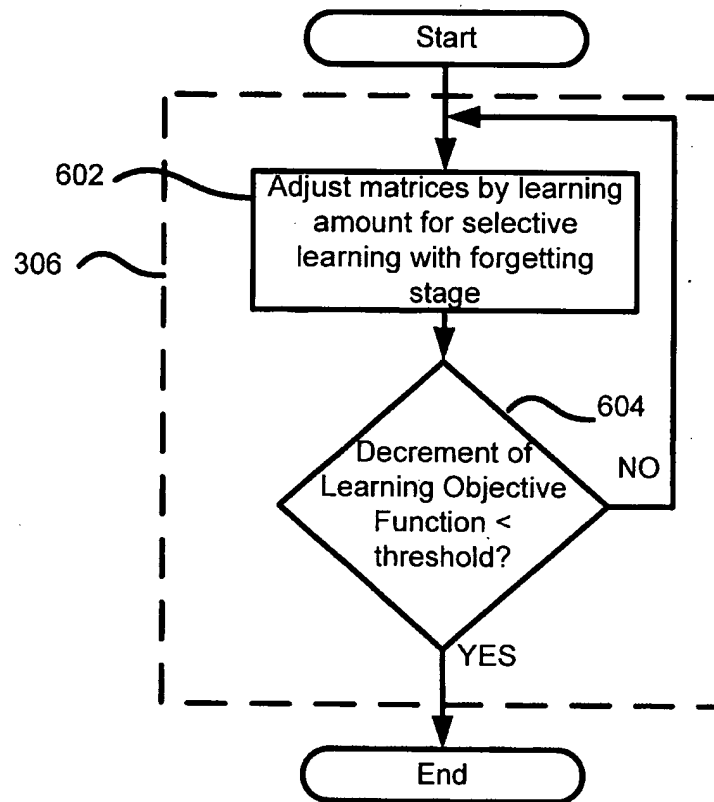 Start
602
Adjust matrices by learning
amount for selective
learning with forgetting
stage
306
604
Decrement of
Learning Objective
Function <
threshold?
NO
YES
End